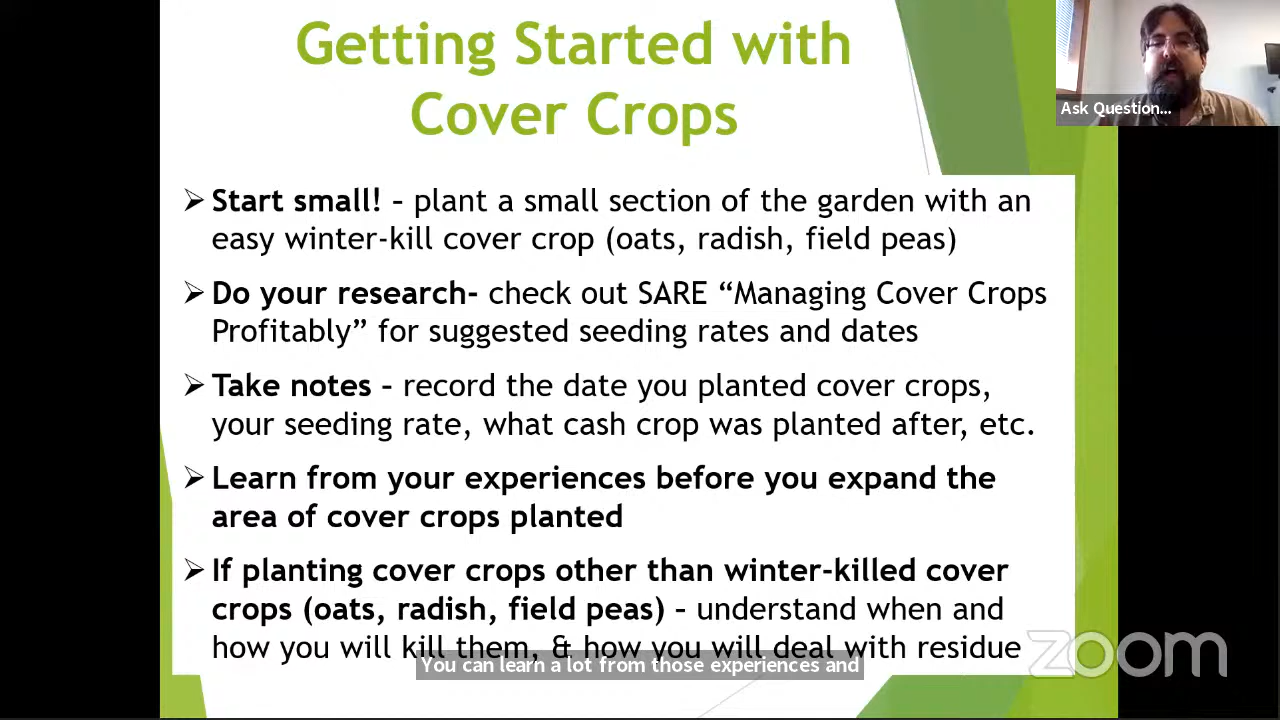 Getting Started with
Cover Crops
Ask Question...
➢ Start small! – plant a small section of the garden with an
easy winter-kill cover crop (oats, radish, field peas)
➢ Do your research- check out SARE “Managing Cover Crops
Profitably” for suggested seeding rates and dates
➢ Take notes – record the date you planted cover crops,
your seeding rate, what cash crop was planted after, etc.
➢ Learn from your experiences before you expand the
area of cover crops planted
➢ If planting cover crops other than winter-killed cover
crops (oats, radish, field peas) – understand when and
how you will kill them, & how you will deal with residue
You can learn a lot from those experiences and
zoom